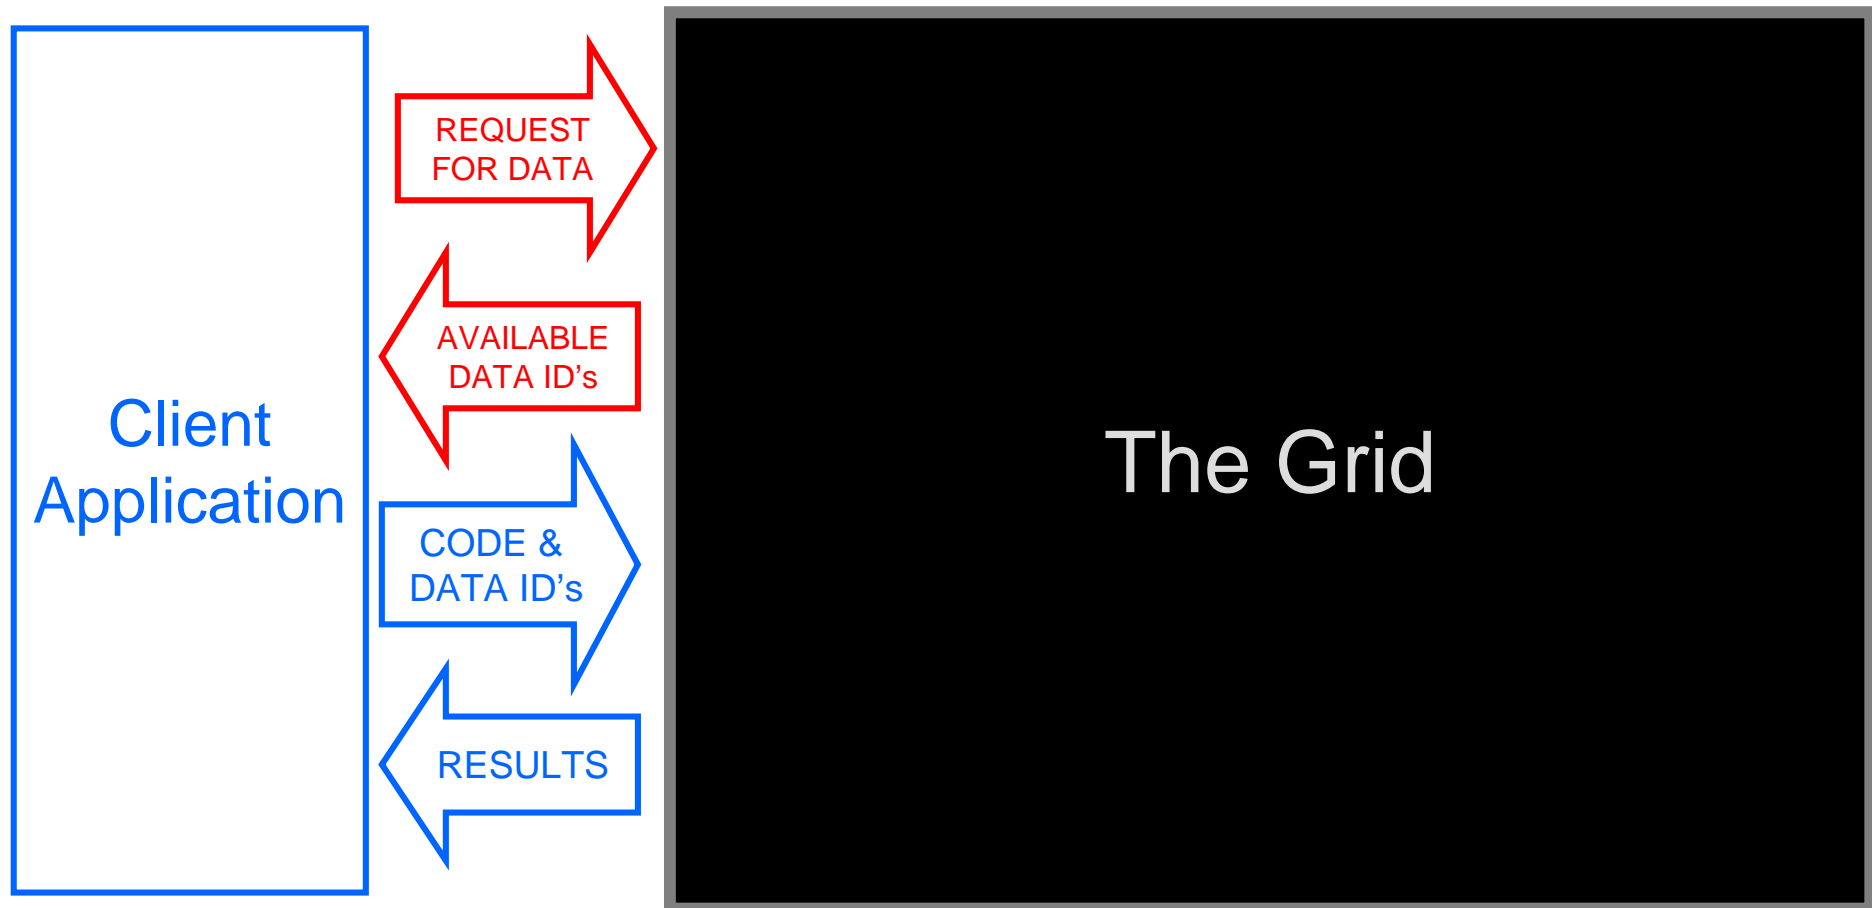 Client
Application
REQUEST
FOR DATA
AVAILABLE
DATA ID’s
CODE &
DATA ID’s
RESULTS
The Grid